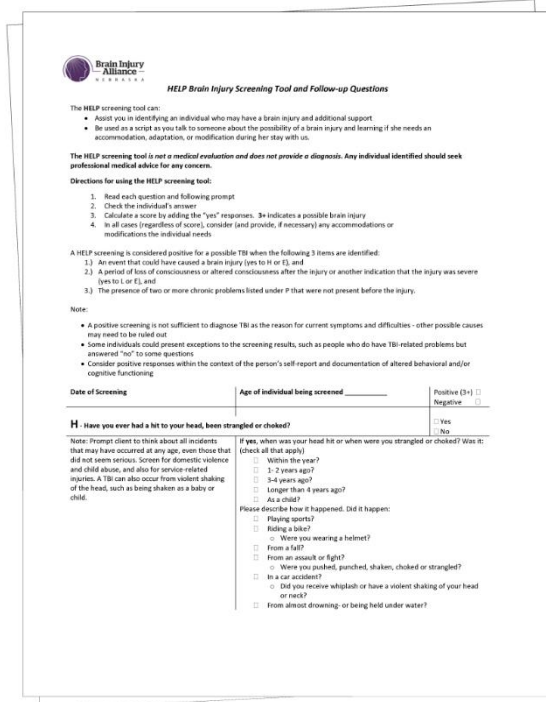 Brain Injury
Alliance
NEBRASKA
HELP Brain Injury Screening Tool and Follow-up Questions
The HELP screening tool can:
• Assist you in identifying an individual who may have a brain injury and additional support
• Be used as a script as you talk to someone about the possibility of a brain injury and learning if she needs an
accommodation, adaptation, or modification during her stay with us.
The HELP screening tool is not a medical evaluation and does not provide a diagnosis. Any individual identified should seek
professional medical advice for any concern.
Directions for using the HELP screening tool:
1. Read each question and following prompt
2. Check the individual's answer
3. Calculate a score by adding the "yes" responses. 3+ indicates a possible brain injury
4. In all cases (regardless of score), consider (and provide, if necessary) any accommodations or
modifications the individual needs
A HELP screening is considered positive for a possible TBI when the following 3 items are identified:
1.) An event that could have caused a brain injury (yes to H or E), and
2.) A period of loss of consciousness or altered consciousness after the injury or another indication that the injury was severe
(yes to L or E), and
3.) The presence of two or more chronic problems listed under P that were not present before the injury.
Note:
• A positive screening is not sufficient to diagnose TBI as the reason for current symptoms and difficulties - other possible causes
may need to be ruled out
• Some individuals could present exceptions to the screening results, such as people who do have TBI-related problems but
answered "no" to some questions
• Consider positive responses within the context of the person's self-report and documentation of altered behavioral and/or
cognitive functioning
Date of Screening
Age of individual being screened ___________
Positive (3+) □
Negative □
H - Have you ever had a hit to your head, been strangled or choked?
□ Yes
□ No
Note: Prompt client to think about all incidents
that may have occurred at any age, even those that
did not seem serious. Screen for domestic violence
and child abuse, and also for service-related
injuries. A TBI can also occur from violent shaking
of the head, such as being shaken as a baby or
child.
If yes, when was your head hit or when were you strangled or choked? Was it:
(check all that apply)
□ Within the year?
□ 1- 2 years ago?
□ 3-4 years ago?
□ Longer than 4 years ago?
□ As a child?
Please describe how it happened. Did it happen:
□ Playing sports?
□ Riding a bike?
○ Were you wearing a helmet?
□ From a fall?
□ From an assault or fight?
○ Were you pushed, punched, shaken, choked or strangled?
□ In a car accident?
○ Did you receive whiplash or have a violent shaking of your head
or neck?
□ From almost drowning- or being held under water?